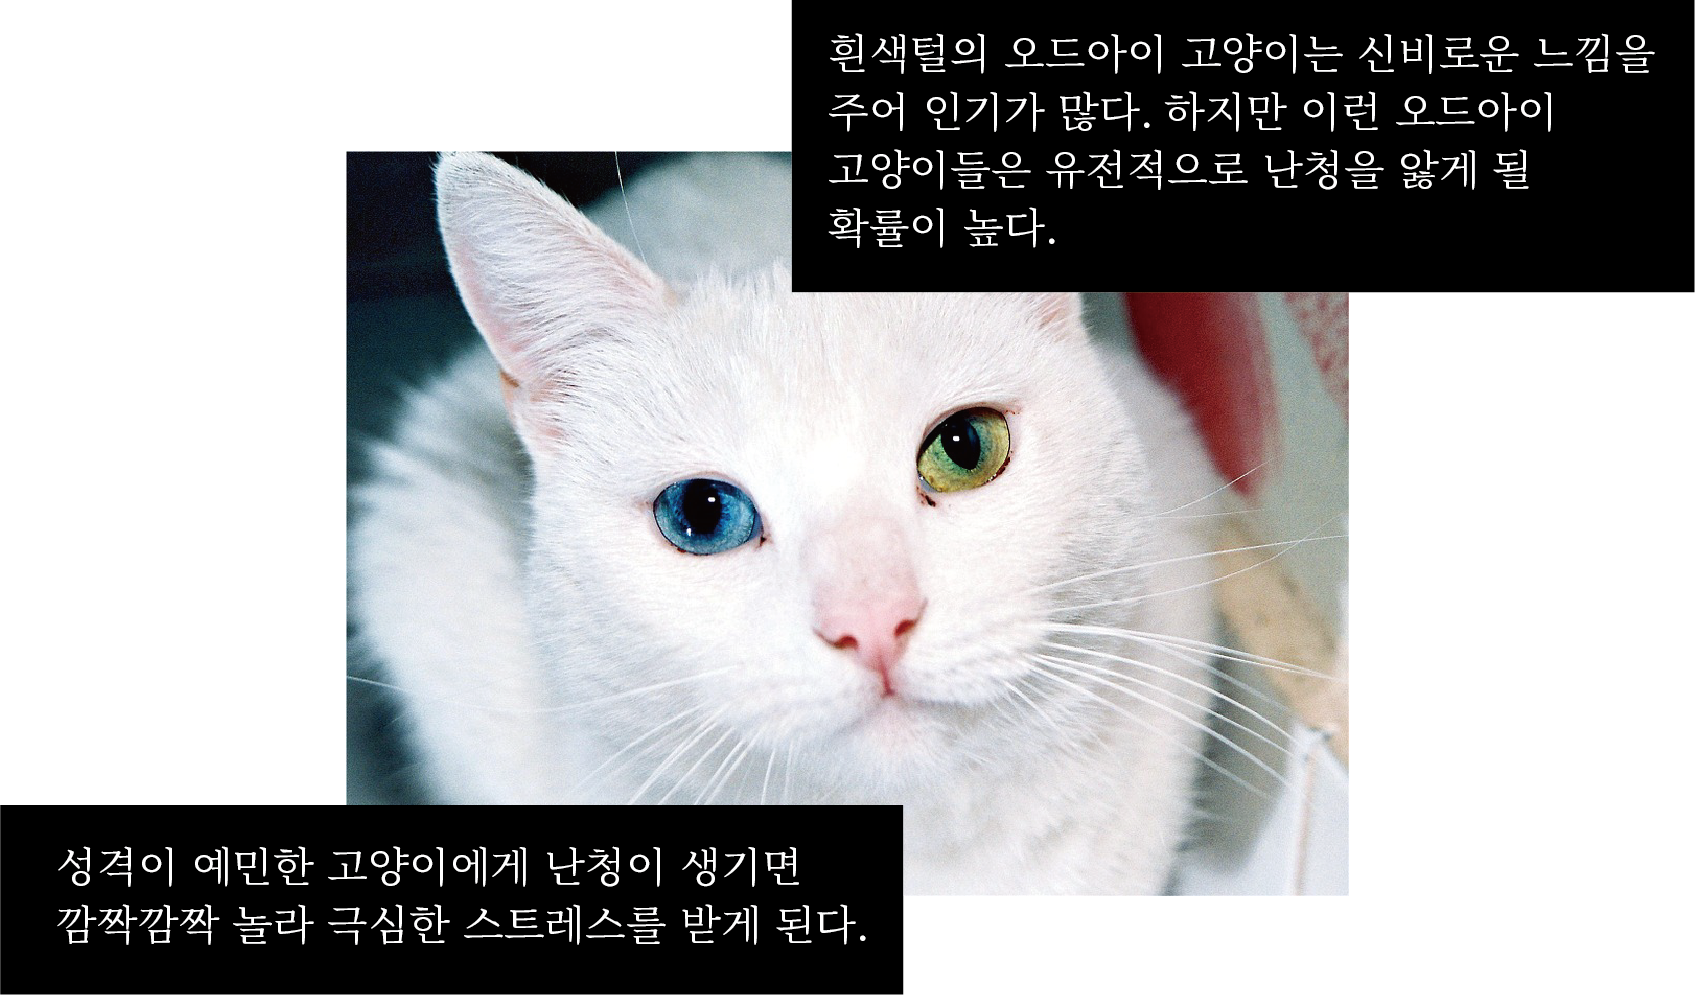 흰색털의 오드아이 고양이는 신비로운 느낌을
주어 인기가 많다. 하지만 이런 오드아이
고양이들은 유전적으로 난청을 앓게 될
확률이 높다.
성격이 예민한 고양이에게 난청이 생기면
깜짝깜짝 놀라 극심한 스트레스를 받게 된다.